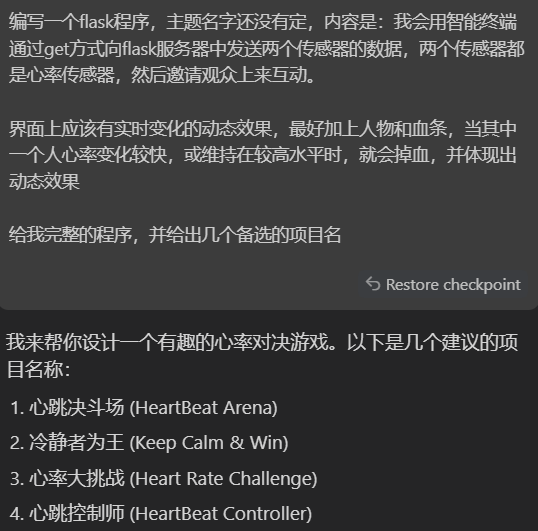 编写一个flask程序，主题名字还没有定，内容是：我会用智能终端
通过get方式向flask服务器中发送两个传感器的数据，两个传感器都
是心率传感器，然后邀请观众上来互动。
界面上应该有实时变化的动态效果，最好加上人物和血条，当其中
一个人心率变化较快，或维持在较高水平时，就会掉血，并体现出
动态效果
给我完整的程序，并给出几个备选的项目名
Restore checkpoint
我来帮你设计一个有趣的心率对决游戏。以下是几个建议的项
目名称：
1. 心跳决斗场 (HeartBeat Arena)
2. 冷静者为王 (Keep Calm & Win)
3. 心率大挑战 (Heart Rate Challenge)
4. 心跳控制师 (HeartBeat Controller)